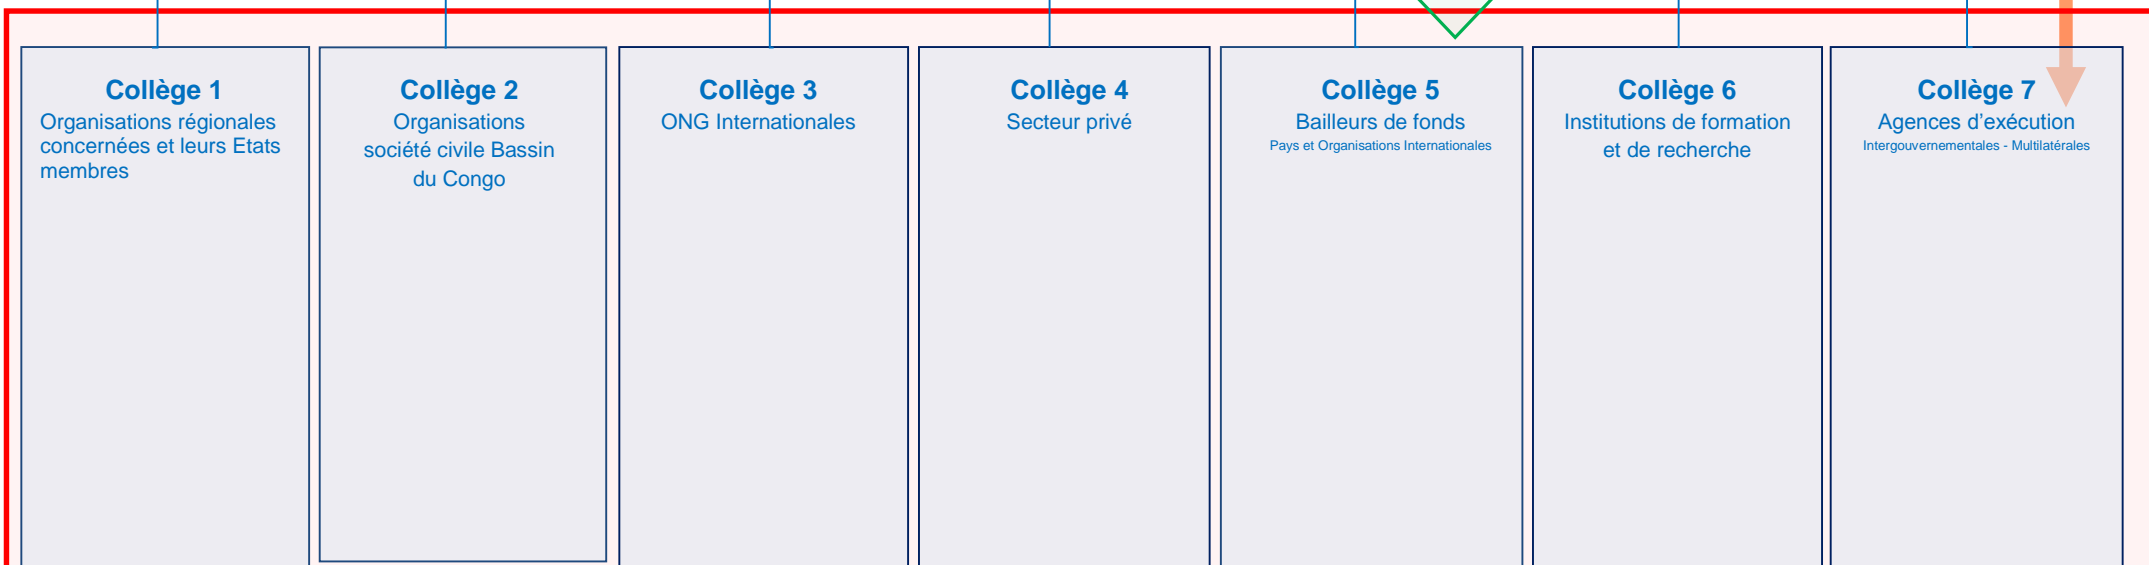 Collège 1
Organisations régionales
concernées et leurs Etats
membres
Collège 2
Organisations
société civile Bassin
du Congo
Collège 3
ONG Internationales
Collège 4
Secteur privé
Collège 5
Bailleurs de fonds
Pays et Organisations Internationales
Collège 6
Institutions de formation
et de recherche
Collège 7
Agences d’exécution
Intergouvernementales - Multilatérales